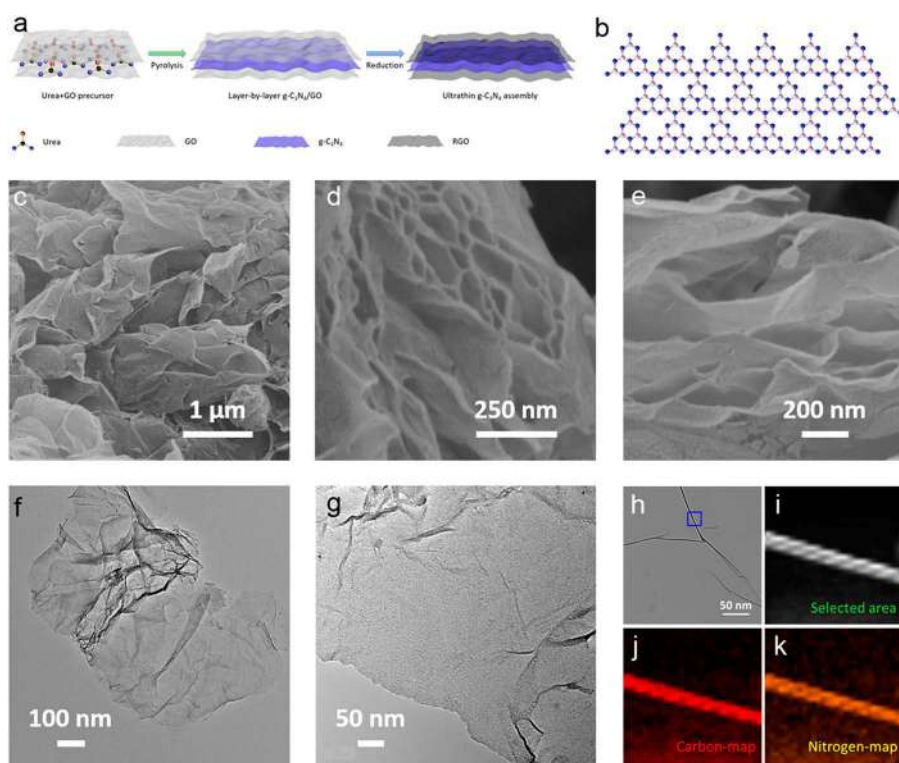 a
Pyrolysis
Reduction
Urea+GO precursor
Layer-by-layer g-C₃N₄/GO
Ultrathin g-C₃N₄ assembly
Urea
GO
g-C₃N₄
RGO
b
c
1 μm
d
250 nm
e
200 nm
f
100 nm
g
50 nm
h
50 nm
i
Selected area
j
Carbon-map
k
Nitrogen-map